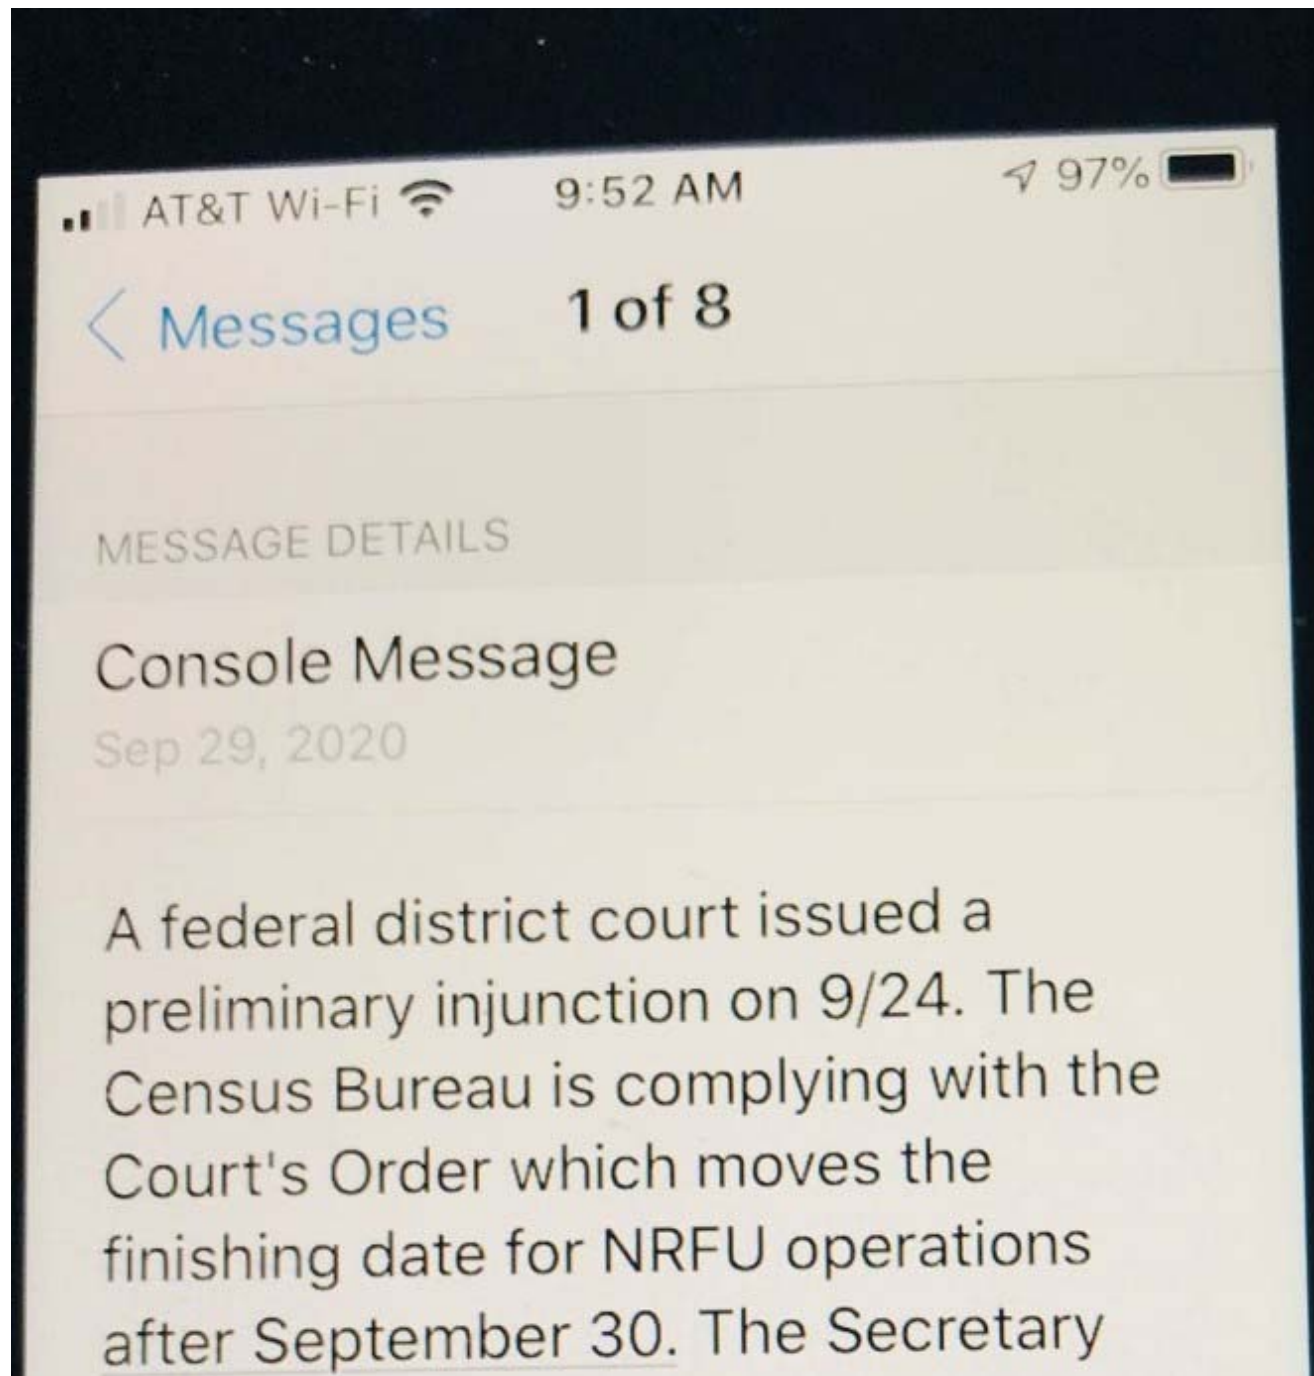 AT&T Wi-Fi 9:52 AM 97%
Messages 1 of 8
MESSAGE DETAILS
Console Message
Sep 29, 2020
A federal district court issued a
preliminary injunction on 9/24. The
Census Bureau is complying with the
Court's Order which moves the
finishing date for NRFU operations
after September 30. The Secretary